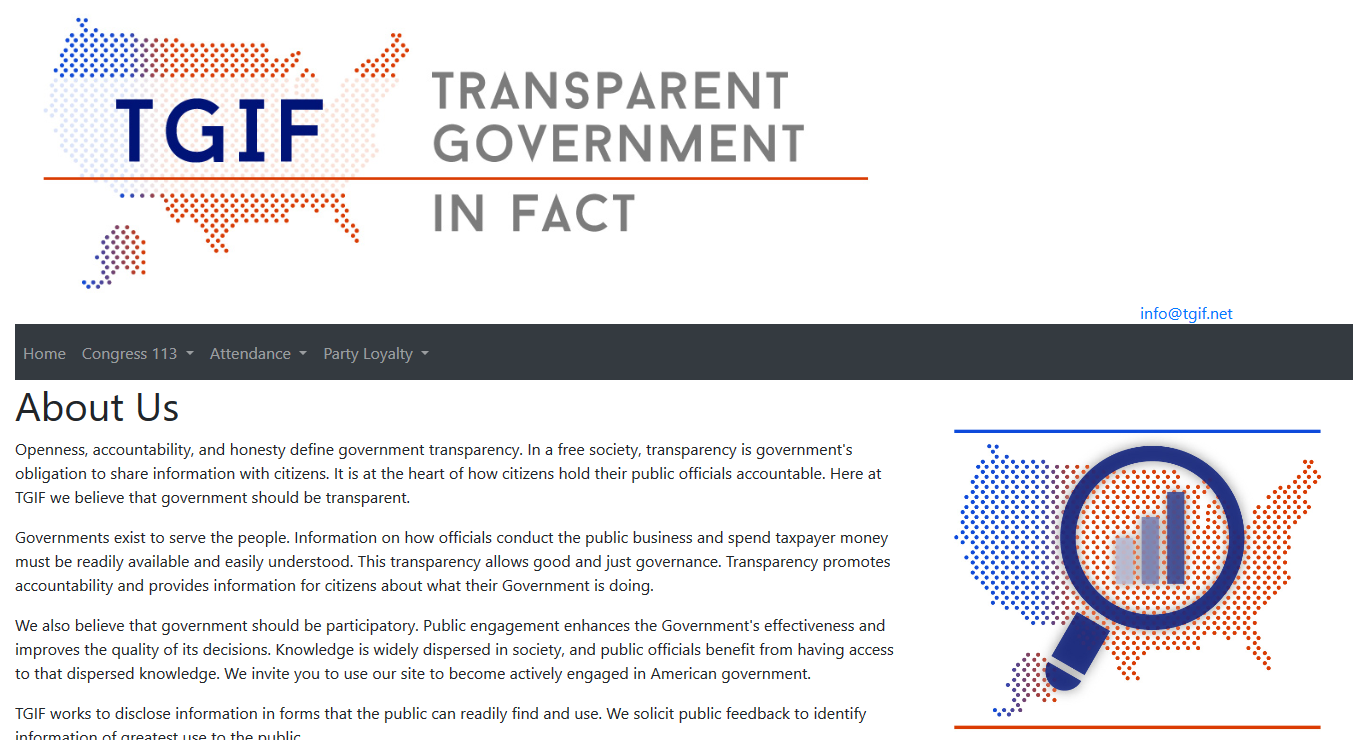 TGIF
TRANSPARENT
GOVERNMENT
IN FACT
info@tgif.net
Home Congress 113 Attendance Party Loyalty
About Us
Openness, accountability, and honesty define government transparency. In a free society, transparency is government's
obligation to share information with citizens. It is at the heart of how citizens hold their public officials accountable. Here at
TGIF we believe that government should be transparent.
Governments exist to serve the people. Information on how officials conduct the public business and spend taxpayer money
must be readily available and easily understood. This transparency allows good and just governance. Transparency promotes
accountability and provides information for citizens about what their Government is doing.
We also believe that government should be participatory. Public engagement enhances the Government's effectiveness and
improves the quality of its decisions. Knowledge is widely dispersed in society, and public officials benefit from having access
to that dispersed knowledge. We invite you to use our site to become actively engaged in American government.
TGIF works to disclose information in forms that the public can readily find and use. We solicit public feedback to identify
information of greatest use to the public.